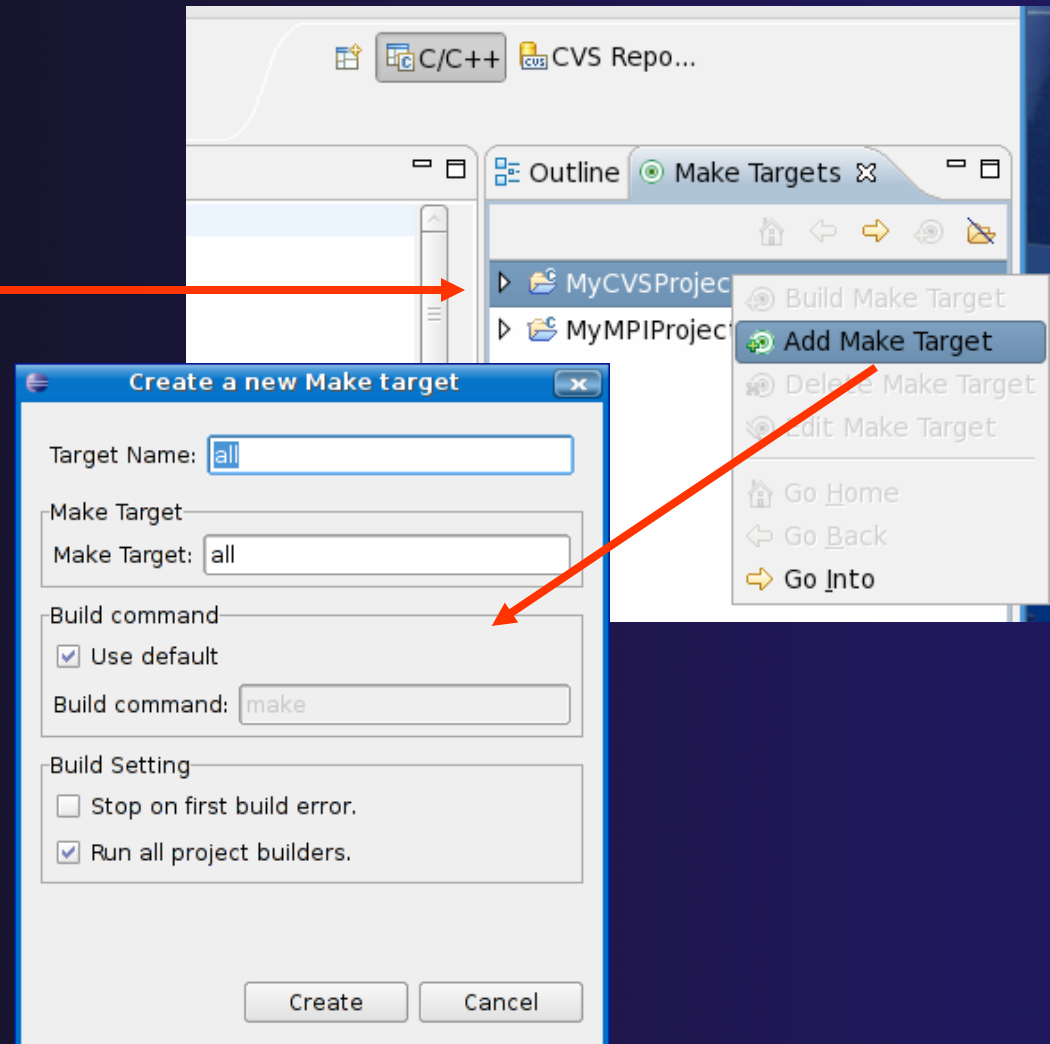 C/C++ CVS Repo...
Outline Make Targets
MyCVSProjec
MyMPIProjec
Build Make Target
Add Make Target
Delete Make Target
Edit Make Target
Go Home
Go Back
Go Into
Create a new Make target
Target Name: all
Make Target
Make Target: all
Build command
Use default
Build command: make
Build Setting
Stop on first build error.
Run all project builders.
Create Cancel